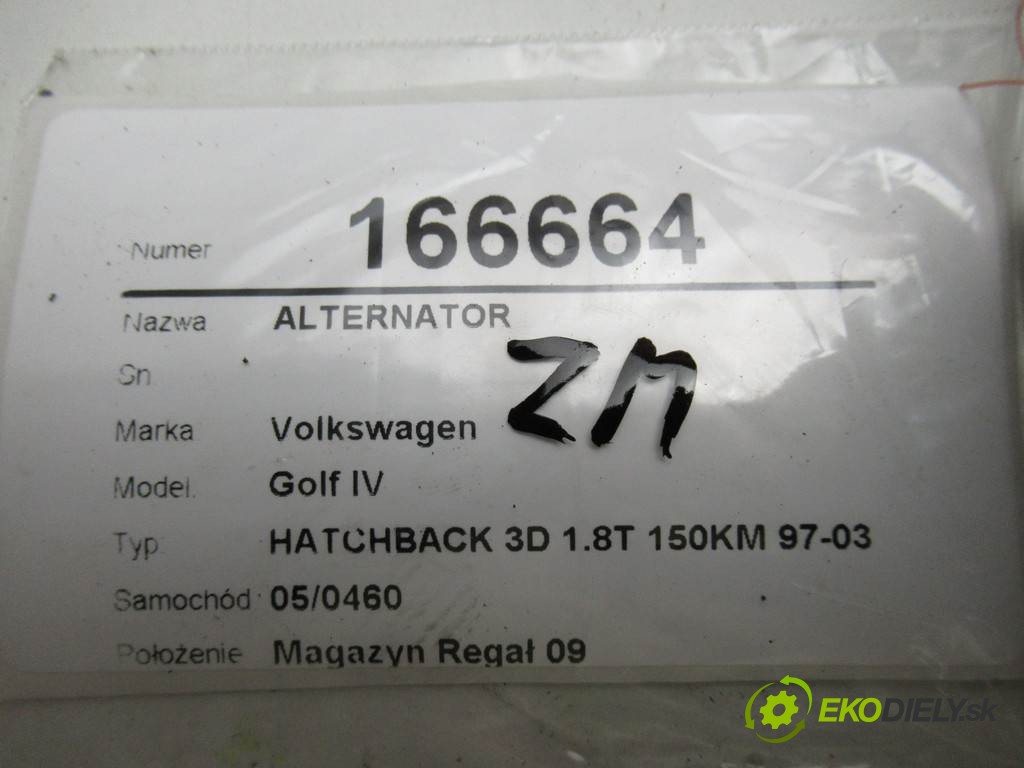 Numer 166664
Nazwa ALTERNATOR
Sn
ZM
Marka Volkswagen
Model Golf IV
Typ HATCHBACK 3D 1.8T 150KM 97-03
Samochód 05/0460
Położenie Magazyn Regał 09
EKODIELY.sk